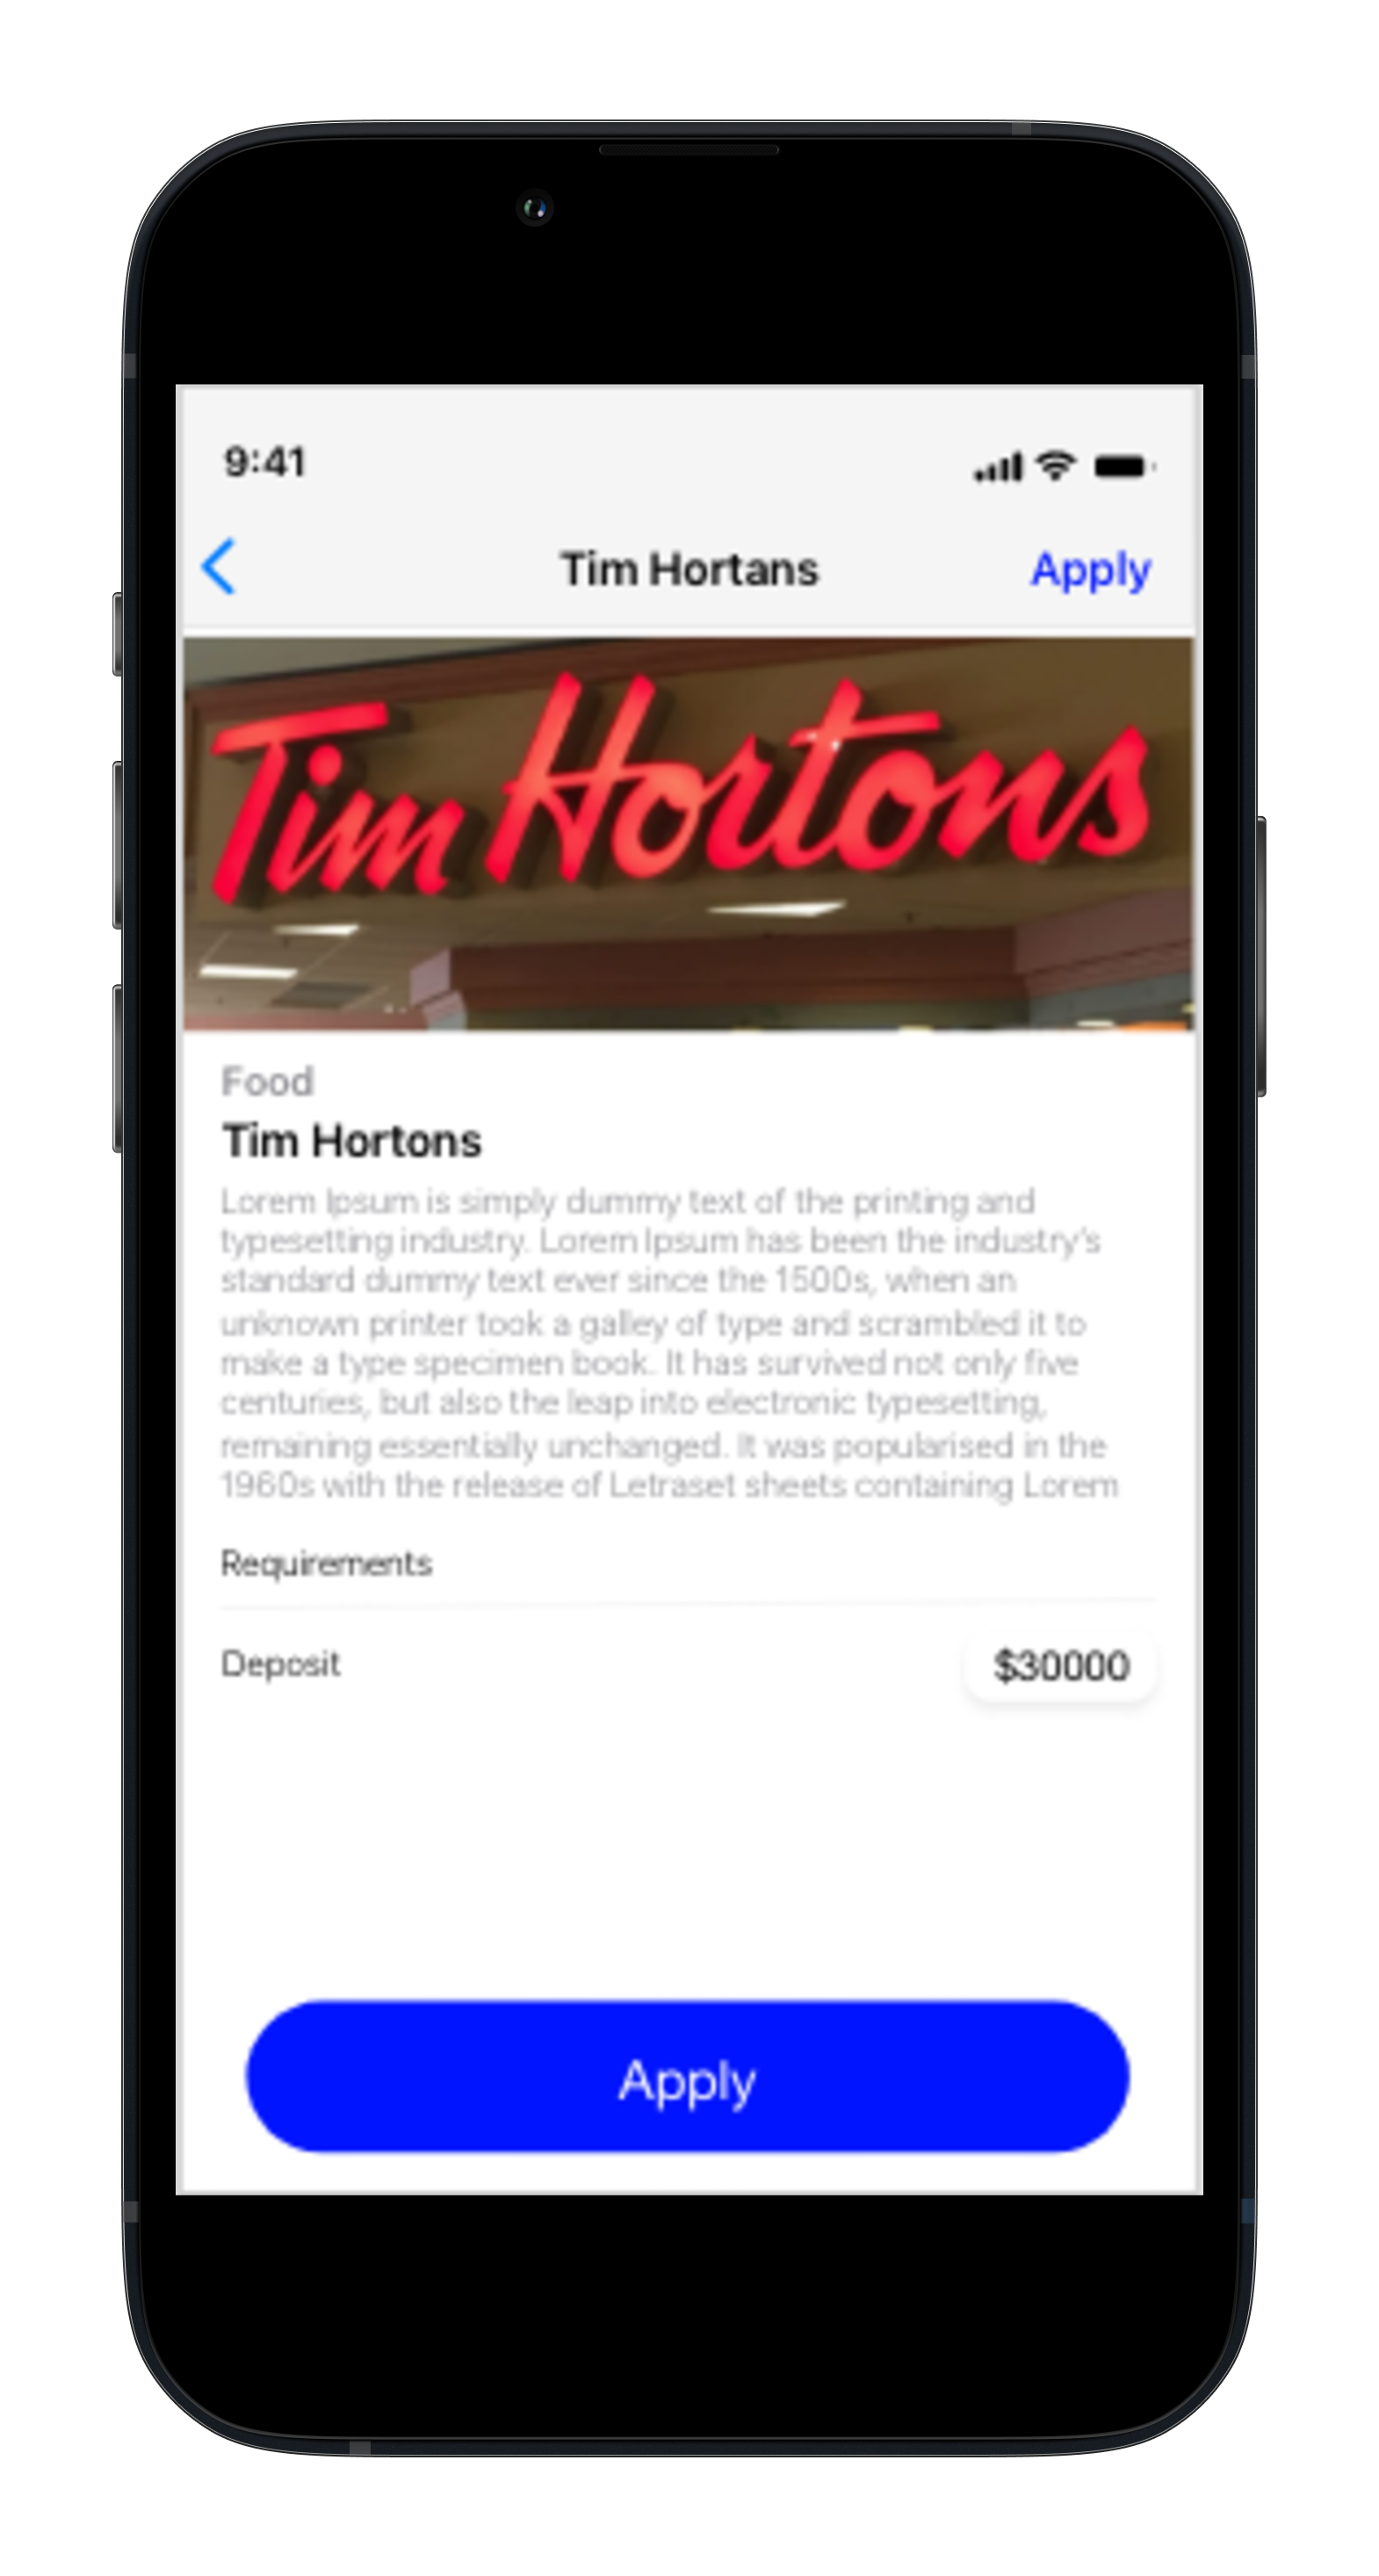 9:41
Tim Hortans
Apply
Tim Hortons
Food
Tim Hortons
Lorem Ipsum is simply dummy text of the printing and
typesetting industry. Lorem Ipsum has been the industry's
standard dummy text ever since the 1500s, when an
unknown printer took a galley of type and scrambled it to
make a type specimen book. It has survived not only five
centuries, but also the leap into electronic typesetting,
remaining essentially unchanged. It was popularised in the
1960s with the release of Letraset sheets containing Lorem
Requirements
Deposit
$30000
Apply